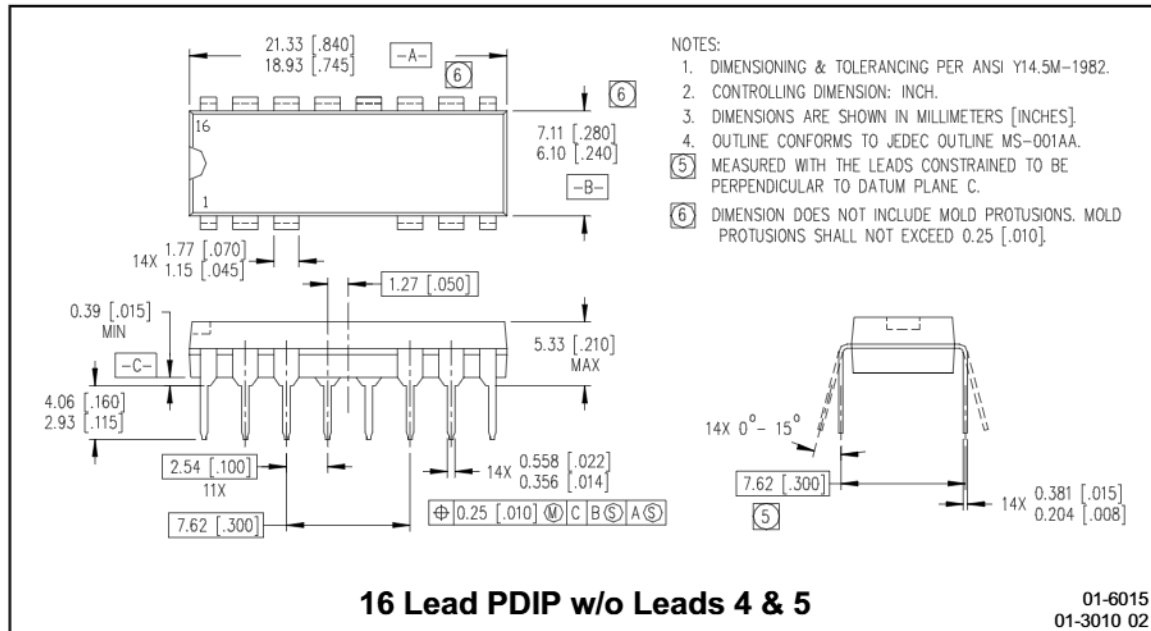 21.33 [.840]
18.93 [.745]
-A-
6
6
16
1
7.11 [.280]
6.10 [.240]
-B-
NOTES:
1. DIMENSIONING & TOLERANCING PER ANSI Y14.5M-1982.
2. CONTROLLING DIMENSION: INCH.
3. DIMENSIONS ARE SHOWN IN MILLIMETERS [INCHES].
4. OUTLINE CONFORMS TO JEDEC OUTLINE MS-001AA.
5 MEASURED WITH THE LEADS CONSTRAINED TO BE
PERPENDICULAR TO DATUM PLANE C.
6 DIMENSION DOES NOT INCLUDE MOLD PROTUSIONS. MOLD
PROTUSIONS SHALL NOT EXCEED 0.25 [.010].
14X 1.77 [.070]
1.15 [.045]
1.27 [.050]
0.39 [.015]
MIN
-C-
5.33 [.210]
MAX
4.06 [.160]
2.93 [.115]
2.54 [.100]
11X
14X 0.558 [.022]
0.356 [.014]
7.62 [.300]
⌖ 0.25 [.010] Ⓜ C B Ⓢ A Ⓢ
14X 0°- 15°
7.62 [.300]
5
14X 0.381 [.015]
0.204 [.008]
16 Lead PDIP w/o Leads 4 & 5
01-6015
01-3010 02